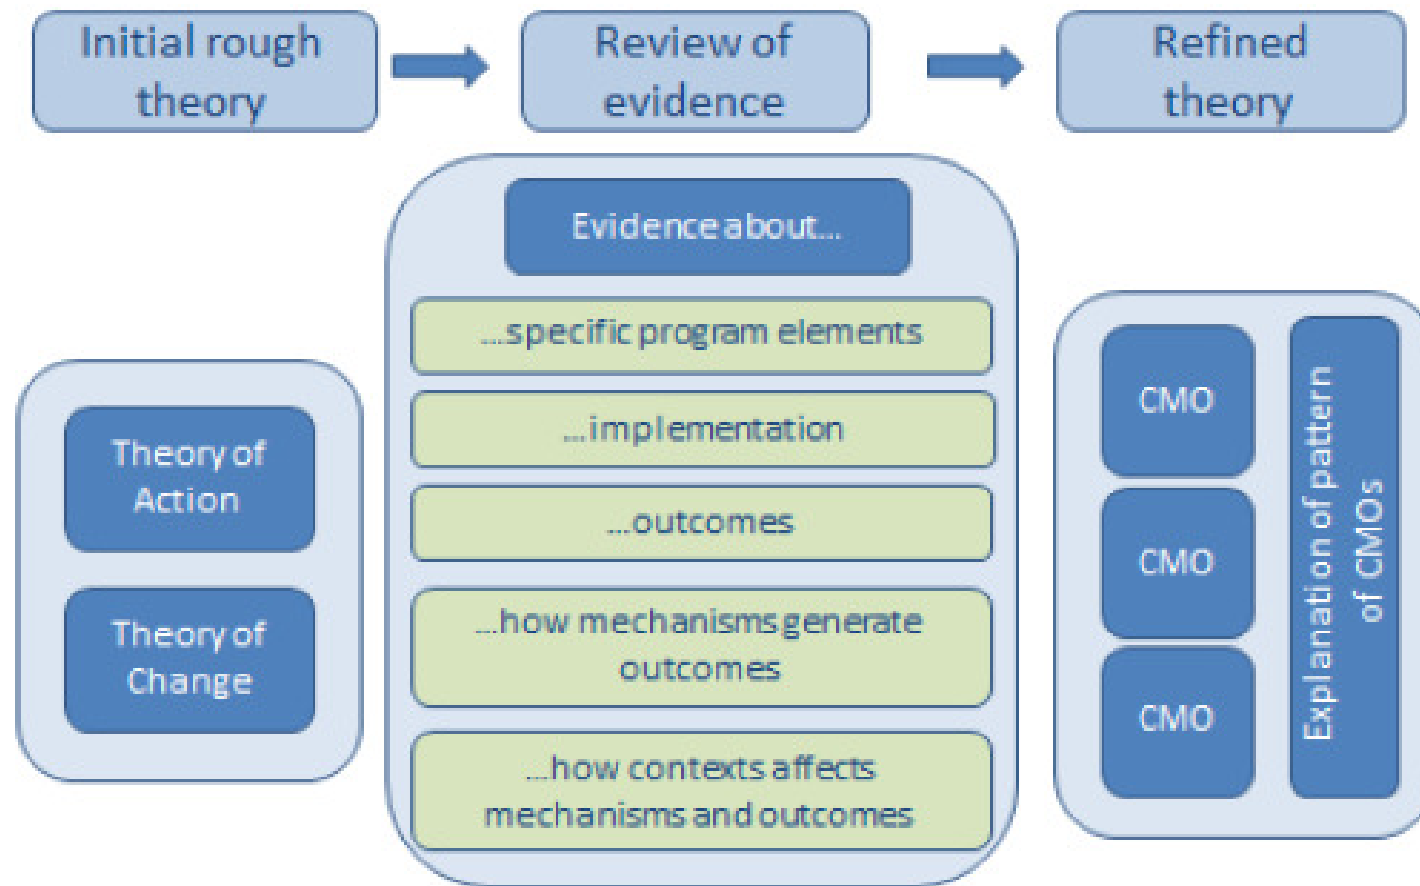 Initial rough
theory
Review of
evidence
Refined
theory
Theory of
Action
Theory of
Change
Evidence about...
...specific program elements
...implementation
...outcomes
...how mechanisms generate
outcomes
...how contexts affects
mechanisms and outcomes
CMO
CMO
CMO
Explanation of pattern
of CMOs